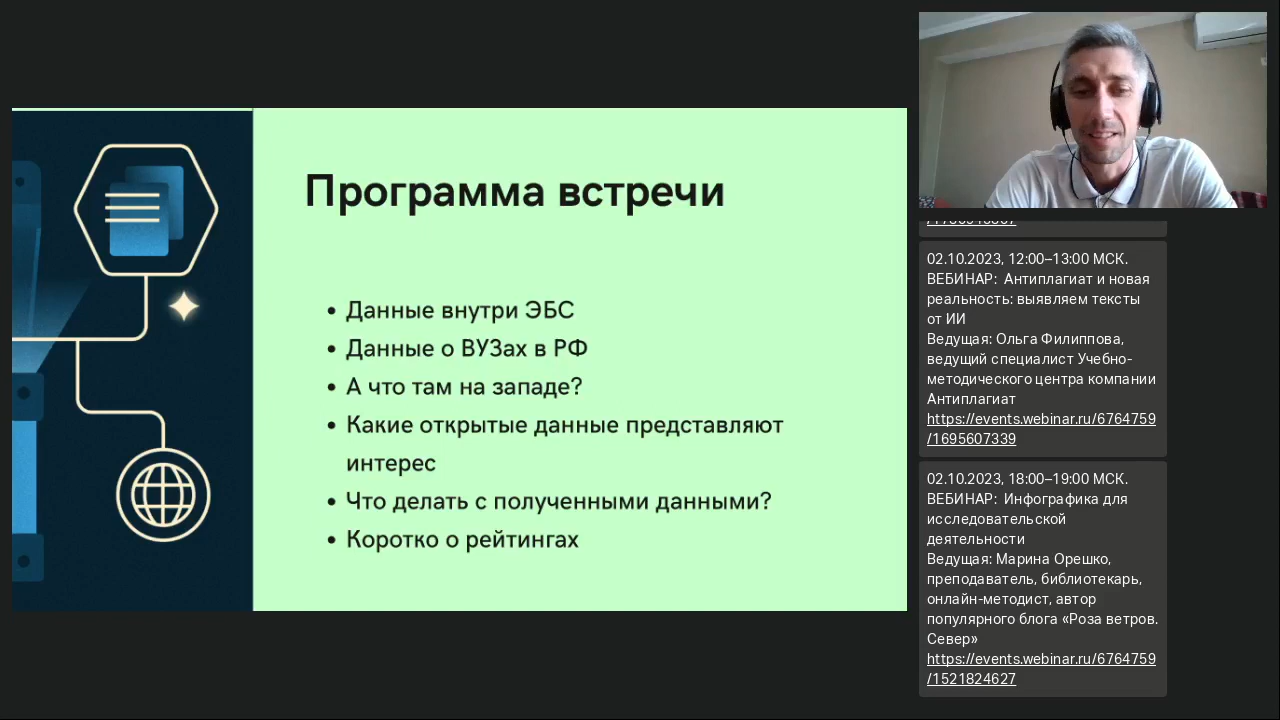 Программа встречи
• Данные внутри ЭБС
• Данные о ВУЗах в РФ
• А что там на западе?
• Какие открытые данные представляют
интерес
• Что делать с полученными данными?
• Коротко о рейтингах
02.10.2023, 12:00–13:00 МСК.
ВЕБИНАР: Антиплагиат и новая
реальность: выявляем тексты
от ИИ
Ведущая: Ольга Филиппова,
ведущий специалист Учебно-
методического центра компании
Антиплагиат
https://events.webinar.ru/6764759
/1695607339
02.10.2023, 18:00–19:00 МСК.
ВЕБИНАР: Инфографика для
исследовательской
деятельности
Ведущая: Марина Орешко,
преподаватель, библиотекарь,
онлайн-методист, автор
популярного блога «Роза ветров.
Север»
https://events.webinar.ru/6764759
/1521824627